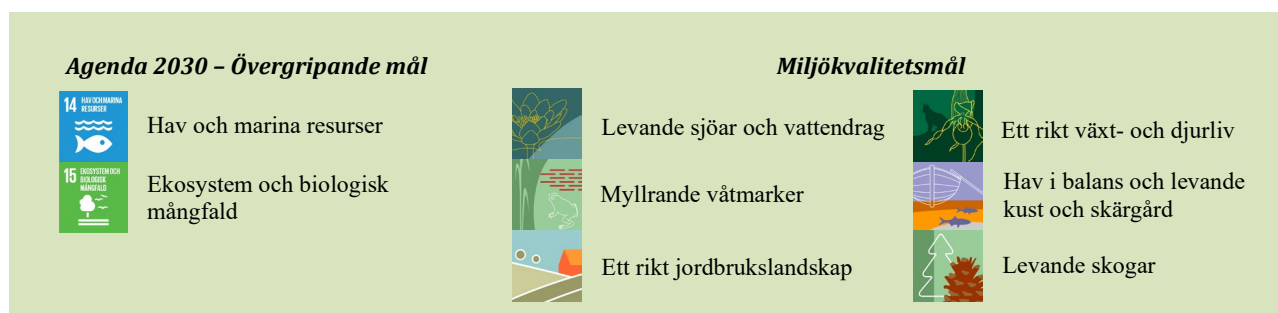 Agenda 2030 – Övergripande mål
14 HAV OCH MARINA
RESURSER
Hav och marina resurser
15 EKOSYSTEM OCH
BIOLOGISK
MÅNGFALD
Ekosystem och biologisk
mångfald
Miljökvalitetsmål
Levande sjöar och vattendrag
Myllrande våtmarker
Ett rikt jordbrukslandskap
Ett rikt växt- och djurliv
Hav i balans och levande
kust och skärgård
Levande skogar